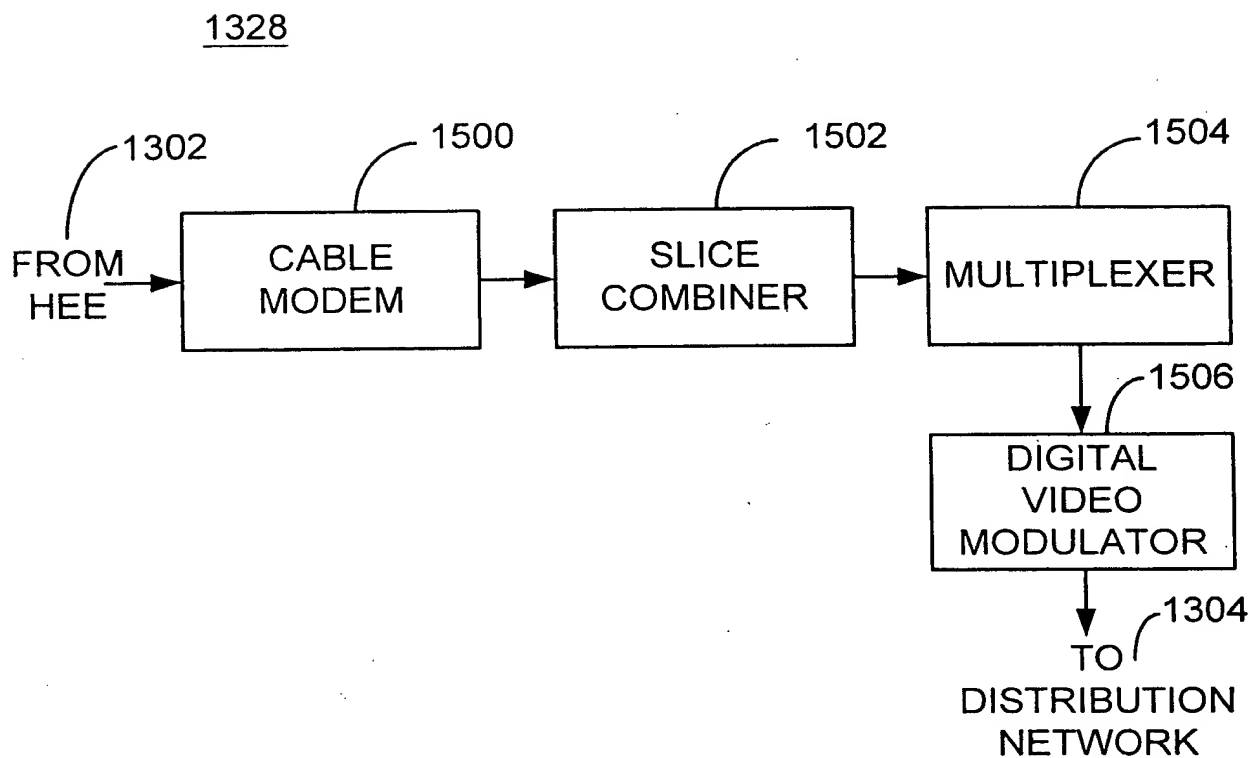 1328
1302
1500
1502
1504
FROM
HEE
CABLE
MODEM
SLICE
COMBINER
MULTIPLEXER
1506
DIGITAL
VIDEO
MODULATOR
1304
TO
DISTRIBUTION
NETWORK